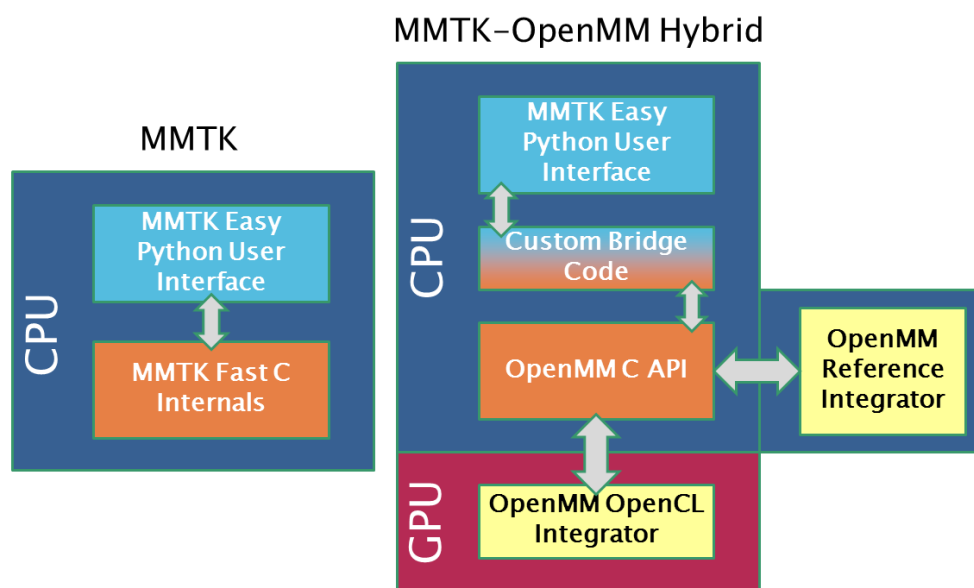 MMTK
CPU
MMTK Easy
Python User
Interface
MMTK Fast C
Internals
MMTK-OpenMM Hybrid
CPU
MMTK Easy
Python User
Interface
Custom Bridge
Code
OpenMM C API
OpenMM
Reference
Integrator
GPU
OpenMM OpenCL
Integrator